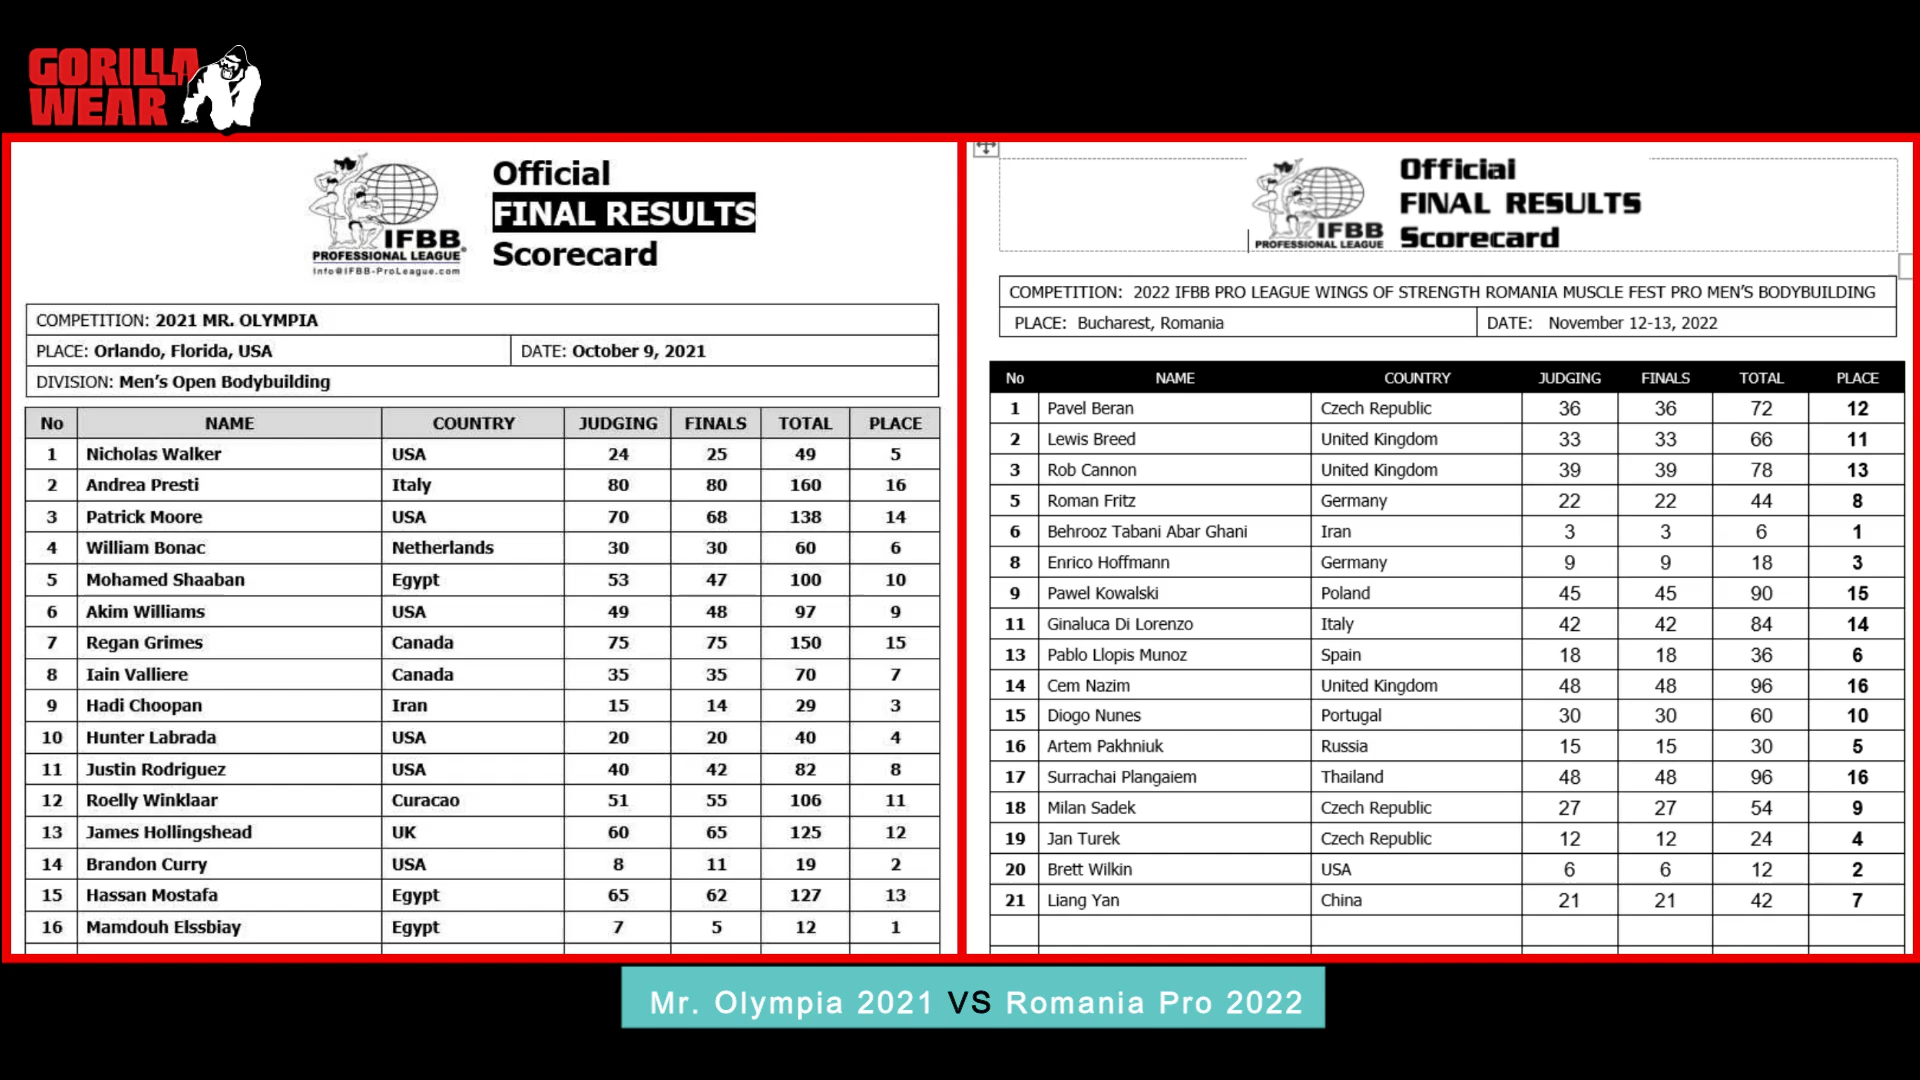 GORILLA
WEAR
IFBB
PROFESSIONAL LEAGUE®
Info@IFBB-ProLeague.com
Official
FINAL RESULTS
Scorecard
COMPETITION: 2021 MR. OLYMPIA
PLACE: Orlando, Florida, USA DATE: October 9, 2021
DIVISION: Men's Open Bodybuilding
No NAME COUNTRY JUDGING FINALS TOTAL PLACE
1 Nicholas Walker USA 24 25 49 5
2 Andrea Presti Italy 80 80 160 16
3 Patrick Moore USA 70 68 138 14
4 William Bonac Netherlands 30 30 60 6
5 Mohamed Shaaban Egypt 53 47 100 10
6 Akim Williams USA 49 48 97 9
7 Regan Grimes Canada 75 75 150 15
8 Iain Valliere Canada 35 35 70 7
9 Hadi Choopan Iran 15 14 29 3
10 Hunter Labrada USA 20 20 40 4
11 Justin Rodriguez USA 40 42 82 8
12 Roelly Winklaar Curacao 51 55 106 11
13 James Hollingshead UK 60 65 125 12
14 Brandon Curry USA 8 11 19 2
15 Hassan Mostafa Egypt 65 62 127 13
16 Mamdouh Elssbiay Egypt 7 5 12 1
IFBB
PROFESSIONAL LEAGUE
Official
FINAL RESULTS
Scorecard
COMPETITION: 2022 IFBB PRO LEAGUE WINGS OF STRENGTH ROMANIA MUSCLE FEST PRO MEN'S BODYBUILDING
PLACE: Bucharest, Romania DATE: November 12-13, 2022
No NAME COUNTRY JUDGING FINALS TOTAL PLACE
1 Pavel Beran Czech Republic 36 36 72 12
2 Lewis Breed United Kingdom 33 33 66 11
3 Rob Cannon United Kingdom 39 39 78 13
5 Roman Fritz Germany 22 22 44 8
6 Behrooz Tabani Abar Ghani Iran 3 3 6 1
8 Enrico Hoffmann Germany 9 9 18 3
9 Pawel Kowalski Poland 45 45 90 15
11 Ginaluca Di Lorenzo Italy 42 42 84 14
13 Pablo Llopis Munoz Spain 18 18 36 6
14 Cem Nazim United Kingdom 48 48 96 16
15 Diogo Nunes Portugal 30 30 60 10
16 Artem Pakhniuk Russia 15 15 30 5
17 Surrachai Plangaiem Thailand 48 48 96 16
18 Milan Sadek Czech Republic 27 27 54 9
19 Jan Turek Czech Republic 12 12 24 4
20 Brett Wilkin USA 6 6 12 2
21 Liang Yan China 21 21 42 7
Mr. Olympia 2021 VS Romania Pro 2022